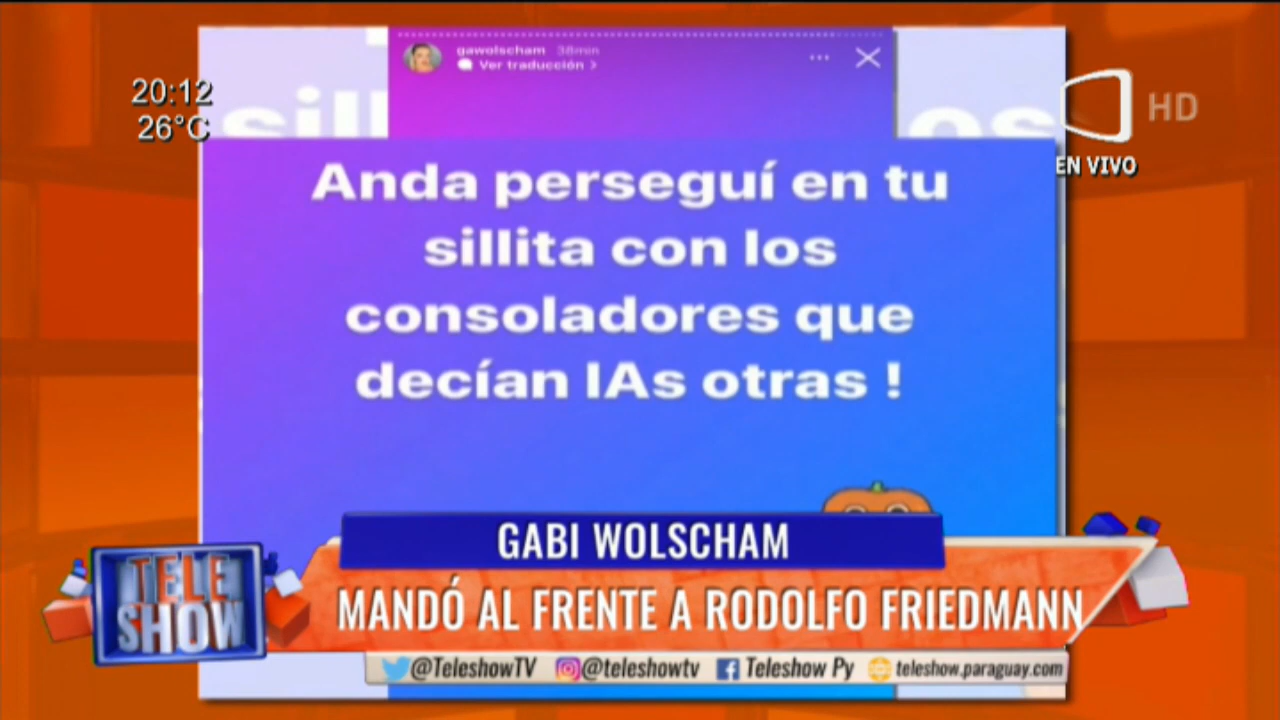 20:12
26°C
gawolscham 38min
Ver traducción >
sill
os
HD
EN VIVO
Anda perseguí en tu
sillita con los
consoladores que
decían lAs otras !
GABI WOLSCHAM
MANDÓ AL FRENTE A RODOLFO FRIEDMANN
TELE
SHOW
@TeleshowTV @teleshowtv Teleshow Py teleshow.paraguay.com